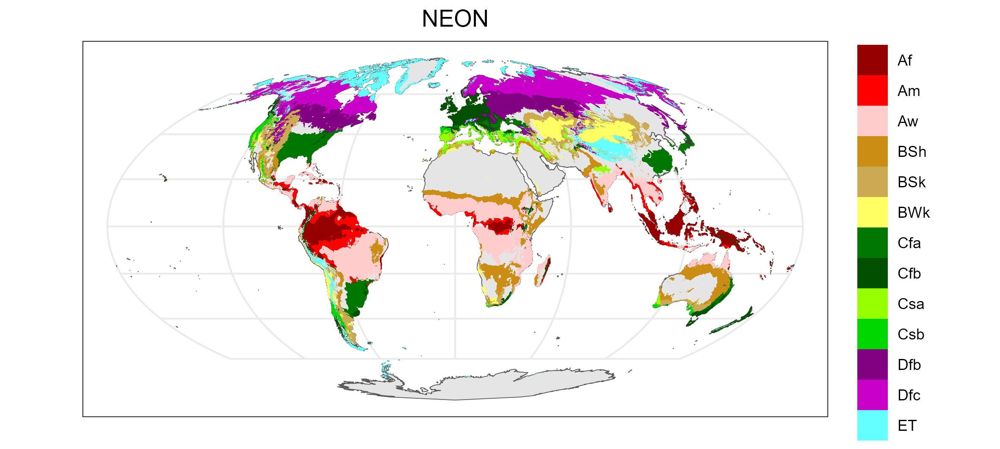 NEON
Af
Am
Aw
BSh
BSk
BWk
Cfa
Cfb
Csa
Csb
Dfb
Dfc
ET